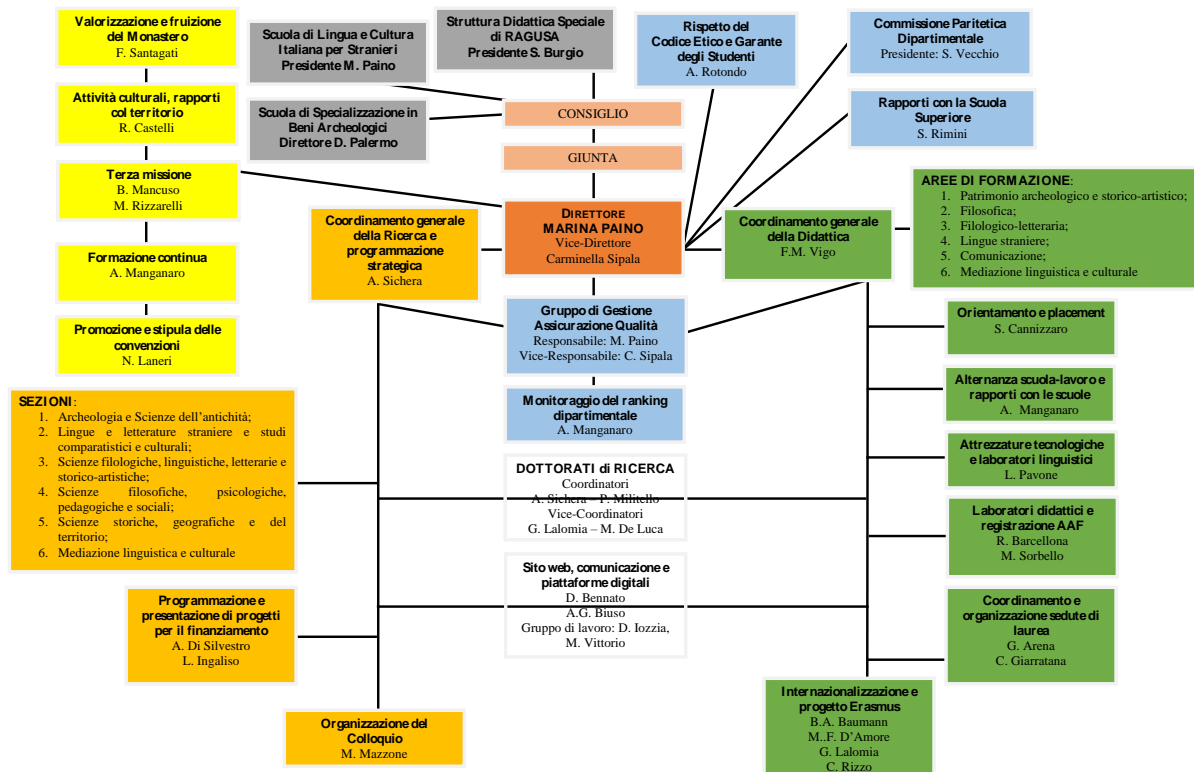 Valorizzazione e fruizione
del Monastero
F. Santagati
Attività culturali, rapporti
col territorio
R. Castelli
Terza missione
B. Mancuso
M. Rizzarelli
Formazione continua
A. Manganaro
Promozione e stipula delle
convenzioni
N. Laneri
Scuola di Lingua e Cultura
Italiana per Stranieri
Presidente M. Paino
Struttura Didattica Speciale
di RAGUSA
Presidente S. Burgio
Scuola di Specializzazione in
Beni Archeologici
Direttore D. Palermo
CONSIGLIO
GIUNTA
Rispetto del
Codice Etico e Garante
degli Studenti
A. Rotondo
Commissione Paritetica
Dipartimentale
Presidente: S. Vecchio
Rapporti con la Scuola
Superiore
S. Rimini
Coordinamento generale
della Ricerca e
programmazione
strategica
A. Sichera
DIRETTORE
MARINA PAINO
Vice-Direttore
Carminella Sipala
Coordinamento generale
della Didattica
F.M. Vigo
AREE DI FORMAZIONE:
1. Patrimonio archeologico e storico-artistico;
2. Filosofica;
3. Filologico-letteraria;
4. Lingue straniere;
5. Comunicazione;
6. Mediazione linguistica e culturale
Gruppo di Gestione
Assicurazione Qualità
Responsabile: M. Paino
Vice-Responsabile: C. Sipala
Monitoraggio del ranking
dipartimentale
A. Manganaro
SEZIONI:
1. Archeologia e Scienze dell'antichità;
2. Lingue e letterature straniere e studi
comparatistici e culturali;
3. Scienze filologiche, linguistiche, letterarie e
storico-artistiche;
4. Scienze filosofiche, psicologiche,
pedagogiche e sociali;
5. Scienze storiche, geografiche e del
territorio;
6. Mediazione linguistica e culturale
DOTTORATI di RICERCA
Coordinatori
A. Sichera – P. Militello
Vice-Coordinatori
G. Lalomia – M. De Luca
Sito web, comunicazione e
piattaforme digitali
D. Bennato
A.G. Biuso
Gruppo di lavoro: D. Iozzia,
M. Vittorio
Programmazione e
presentazione di progetti
per il finanziamento
A. Di Silvestro
L. Ingaliso
Organizzazione del
Colloquio
M. Mazzone
Orientamento e placement
S. Cannizzaro
Alternanza scuola-lavoro e
rapporti con le scuole
A. Manganaro
Attrezzature tecnologiche
e laboratori linguistici
L. Pavone
Laboratori didattici e
registrazione AAF
R. Barcellona
M. Sorbello
Coordinamento e
organizzazione sedute di
laurea
G. Arena
C. Giarratana
Internazionalizzazione e
progetto Erasmus
B.A. Baumann
M..F. D'Amore
G. Lalomia
C. Rizzo